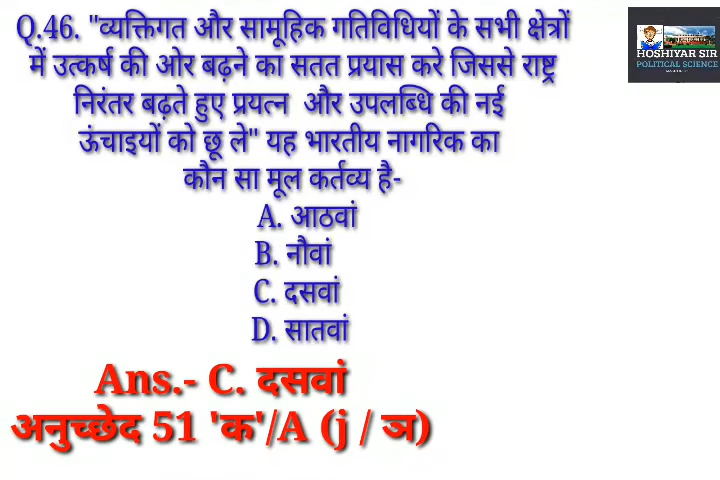 Q.46. "व्यक्तिगत और सामूहिक गतिविधियों के सभी क्षेत्रों
में उत्कर्ष की ओर बढ़ने का सतत प्रयास करे जिससे राष्ट्र
निरंतर बढ़ते हुए प्रयत्न और उपलब्धि की नई
ऊंचाइयों को छू ले" यह भारतीय नागरिक का
कौन सा मूल कर्तव्य है-
A. आठवां
B. नौवां
C. दसवां
D. सातवां
Ans.- C. दसवां
अनुच्छेद 51 'क'/A (j / ञ)
HOSHIYAR SIR
POLITICAL SCIENCE